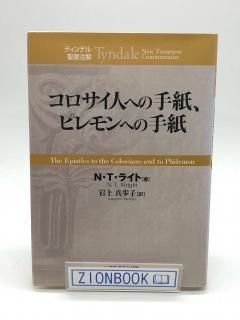 ティンデル
聖書注解
Tyndale
New Testament
Commentaries
コロサイ人への手紙、
ピレモンへの手紙
The Epistles to the Colossians and to Philemon
N・T・ライト[著]
N. T. Wright
岩上真歩子[訳]
ZIONBOOK